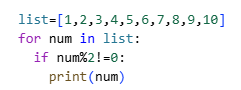 list=[1,2,3,4,5,6,7,8,9,10]
for num in list:
  if num%2!=0:
    print(num)